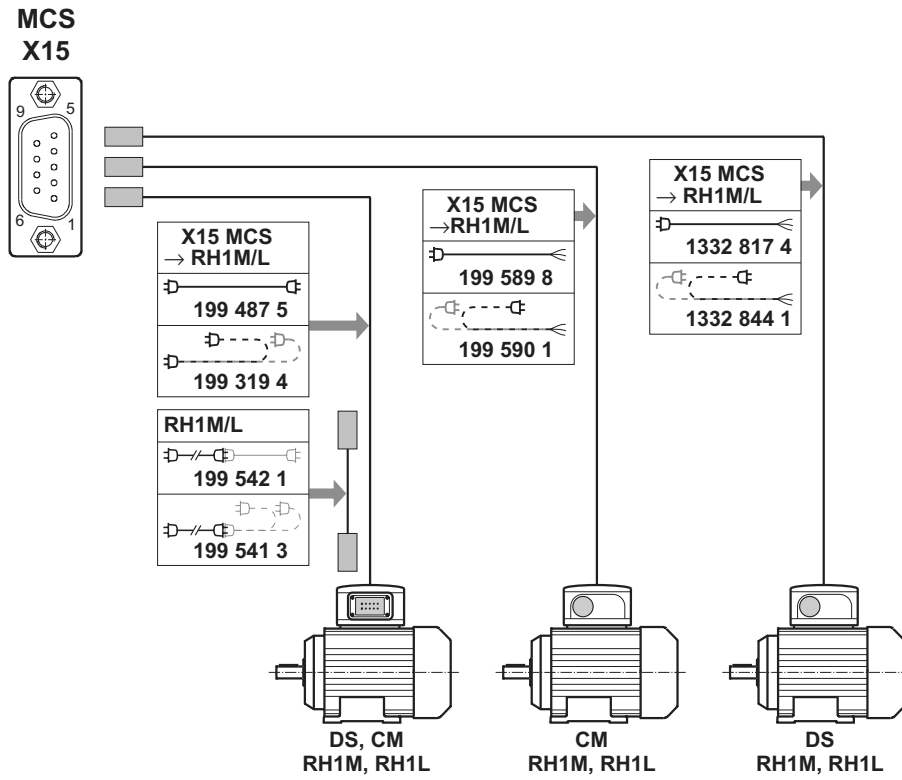 MCS
X15
9
5
6
1
X15 MCS
→ RH1M/L
199 487 5
199 319 4
RH1M/L
199 542 1
199 541 3
X15 MCS
→RH1M/L
199 589 8
199 590 1
X15 MCS
→ RH1M/L
1332 817 4
1332 844 1
DS, CM
RH1M, RH1L
CM
RH1M, RH1L
DS
RH1M, RH1L